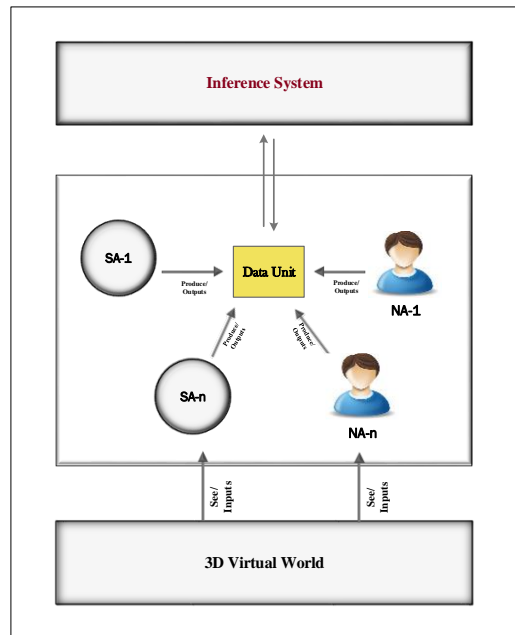 Inference System
SA-1
Produce/
Outputs
Data Unit
Produce/
Outputs
NA-1
Produce/
Outputs
Produce/
Outputs
SA-n
NA-n
See/
Inputs
See/
Inputs
3D Virtual World